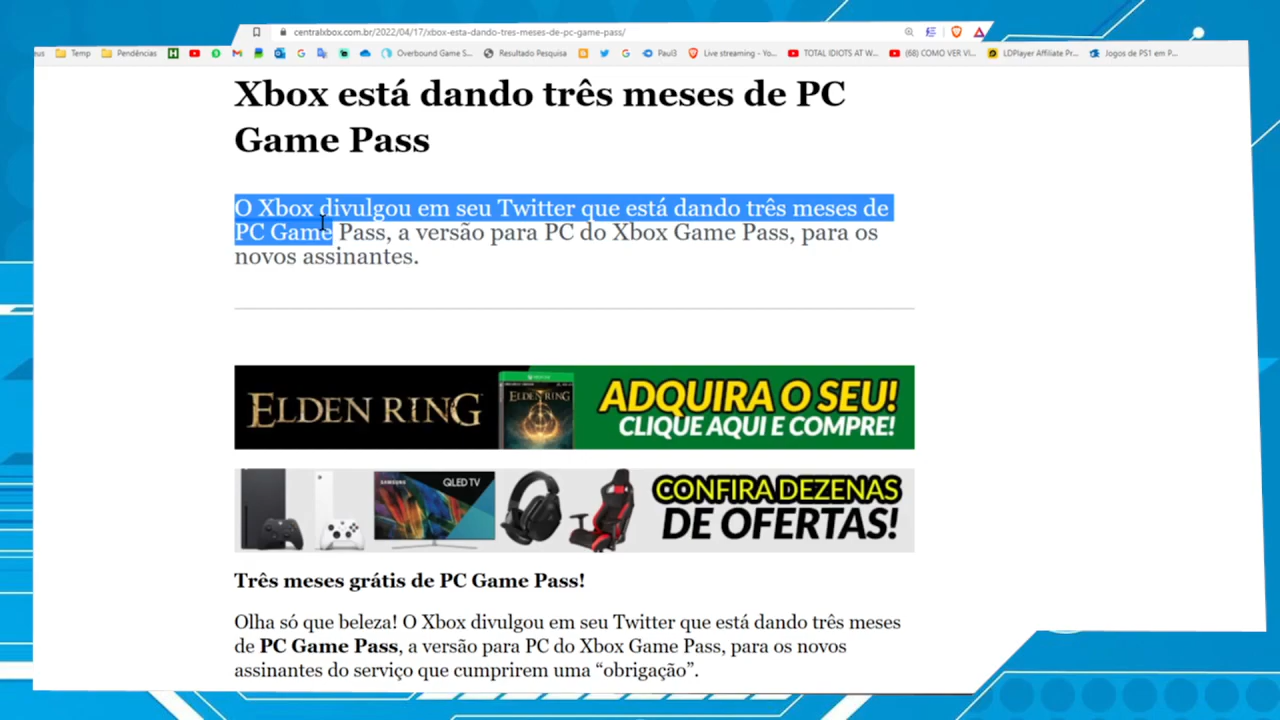 centralxbox.com.br/2022/04/17/xbox-esta-dando-tres-meses-de-pc-game-pass/
Temp Pendências Overbound Game S... Resultado Pesquisa Paul3 Live streaming - Yo... TOTAL IDIOTS AT W... (68) COMO VER VI... LDPlayer Affiliate Pr... Jogos de PS1 em P...
Xbox está dando três meses de PC
Game Pass
O Xbox divulgou em seu Twitter que está dando três meses de
PC Game Pass, a versão para PC do Xbox Game Pass, para os
novos assinantes.
ELDEN RING
ELDEN RING
ADQUIRA O SEU!
CLIQUE AQUI E COMPRE!
SAMSUNG
QLED TV
CONFIRA DEZENAS
DE OFERTAS!
Três meses grátis de PC Game Pass!
Olha só que beleza! O Xbox divulgou em seu Twitter que está dando três meses
de PC Game Pass, a versão para PC do Xbox Game Pass, para os novos
assinantes do serviço que cumprirem uma “obrigação”.